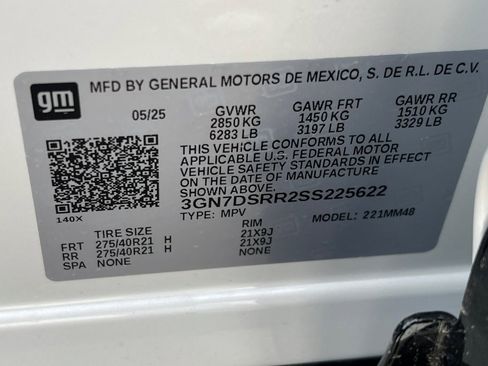 gm
MFD BY GENERAL MOTORS DE MEXICO, S. DE R.L. DE C.V.
05/25 GVWR GAWR FRT GAWR RR
2850 KG 1450 KG 1510 KG
6283 LB 3197 LB 3329 LB
THIS VEHICLE CONFORMS TO ALL
APPLICABLE U.S. FEDERAL MOTOR
VEHICLE SAFETY STANDARDS IN EFFECT
ON THE DATE OF MANUFACTURE
SHOWN ABOVE
3GN7DSRR2SS225622
140X TYPE: MPV MODEL: 221MM48
TIRE SIZE RIM
FRT 275/40R21 H 21X9J
RR 275/40R21 H 21X9J
SPA NONE NONE